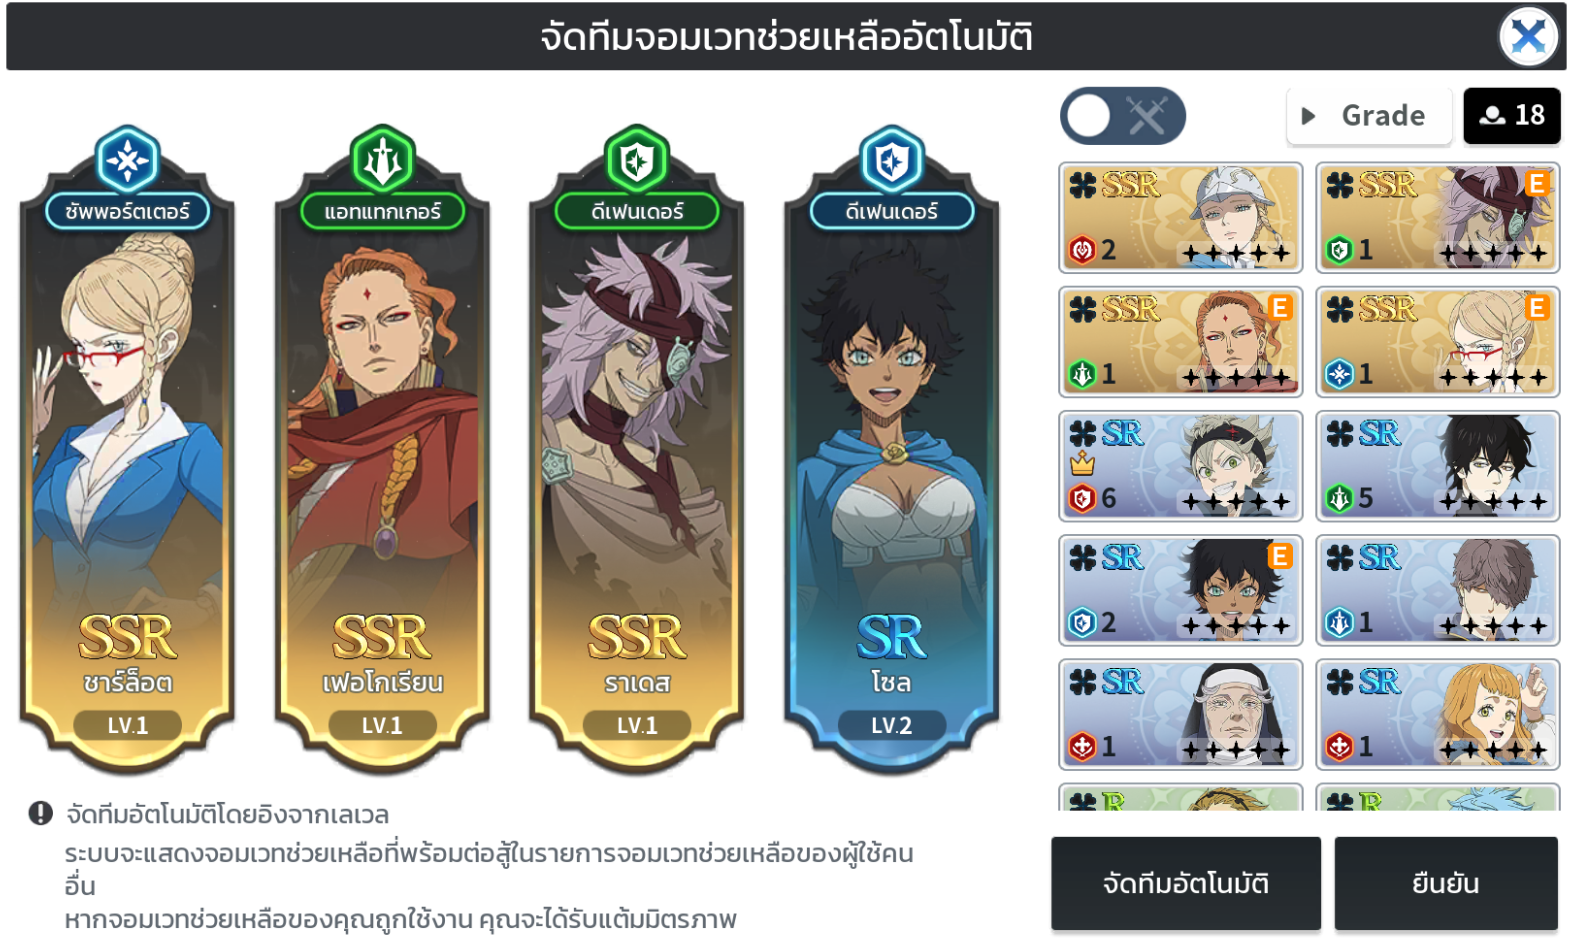 จัดทีมจอมเวทช่วยเหลืออัตโนมัติ
Grade
18
ซัพพอร์ตเตอร์
แอทแทกเกอร์
ดีเฟนเดอร์
ดีเฟนเดอร์
SSR
ชาร์ล็อต
LV.1
SSR
เฟอโกเรียน
LV.1
SSR
ราเดส
LV.1
SR
โซล
LV.2
SSR
2
SSR
E
1
SSR
E
1
SSR
E
1
SR
6
SR
5
SR
E
2
SR
1
SR
1
SR
1
R
R
จัดทีมอัตโนมัติโดยอิงจากเลเวล
ระบบจะแสดงจอมเวทช่วยเหลือที่พร้อมต่อสู้ในรายการจอมเวทช่วยเหลือของผู้ใช้คน
อื่น
หากจอมเวทช่วยเหลือของคุณถูกใช้งาน คุณจะได้รับแต้มมิตรภาพ
จัดทีมอัตโนมัติ
ยืนยัน